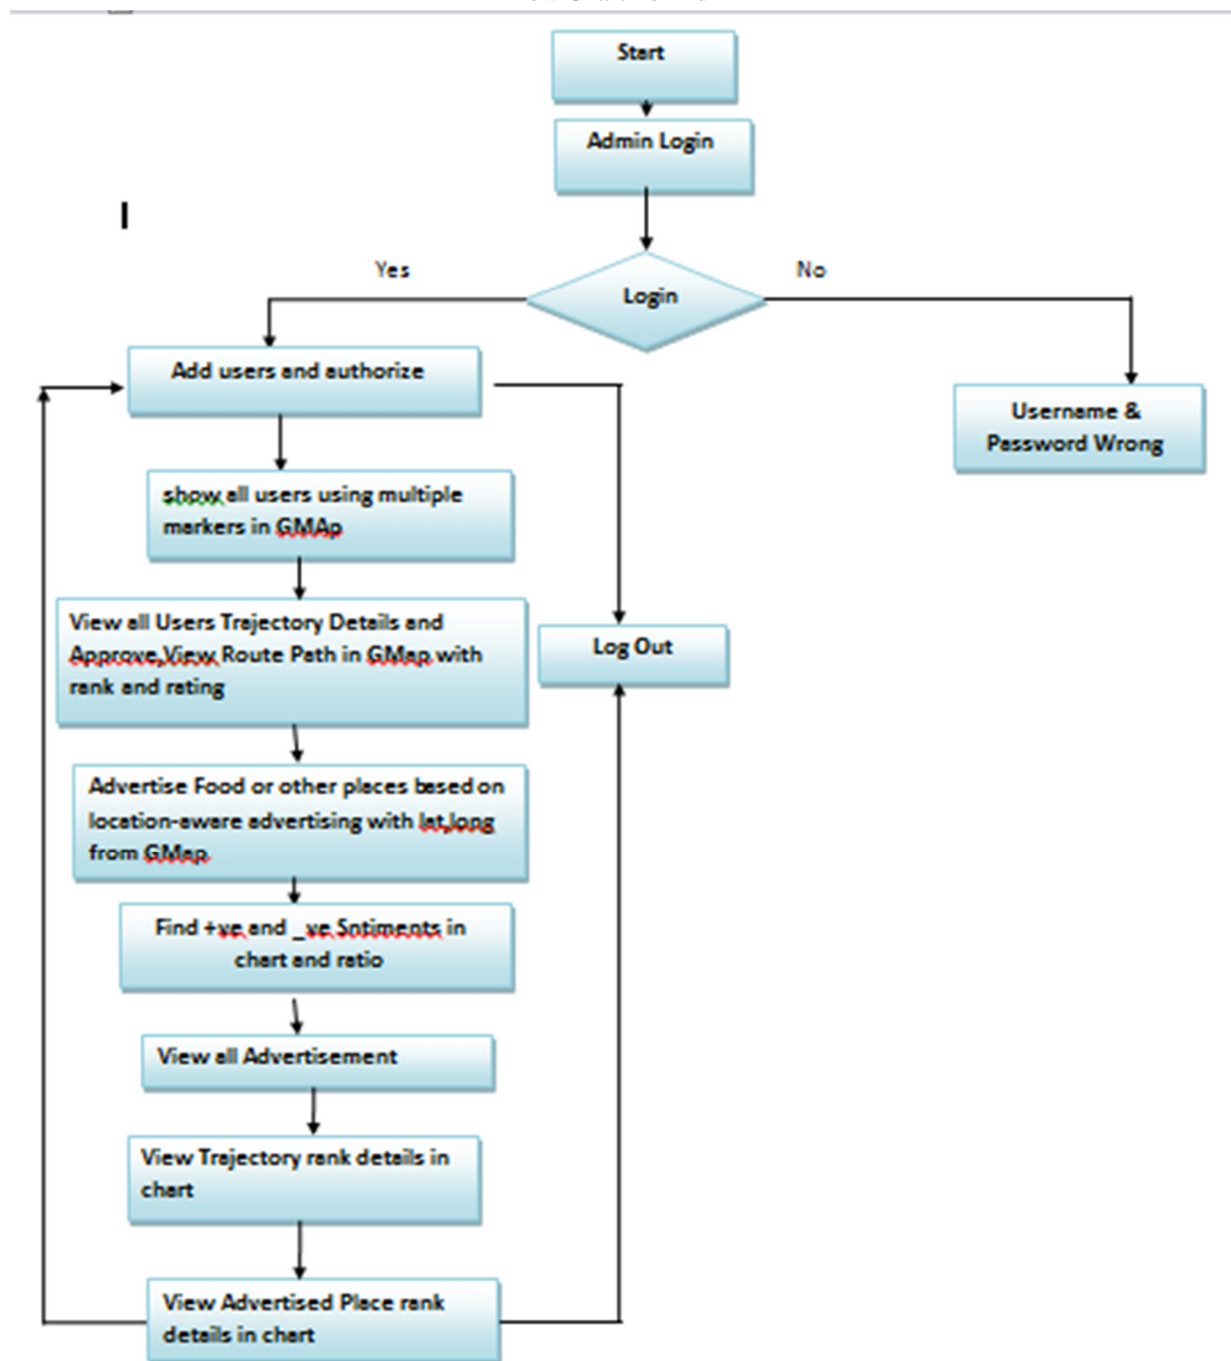 Start
Admin Login
Yes
No
Login
Add users and authorize
Username &
Password Wrong
show all users using multiple
markers in GMAp
View all Users Trajectory Details and
Approve,View Route Path in GMap with
rank and rating
Log Out
Advertise Food or other places based on
location-aware advertising with lat,long
from GMap
Find +ve and _ve Sntiments in
chart and ratio
View all Advertisement
View Trajectory rank details in
chart
View Advertised Place rank
details in chart